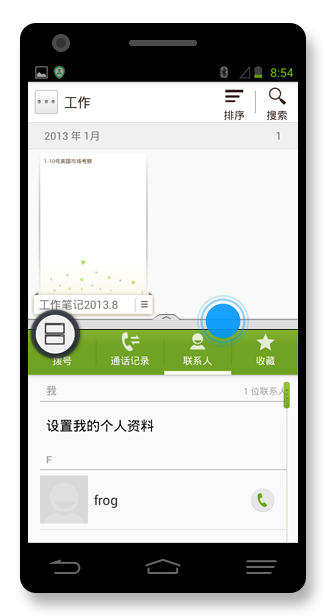 8:54
工作
排序
搜索
2013 年 1月
1
1-10号英国市场考察
工作笔记2013.8
拨号
通话记录
联系人
收藏
我
1 位联系人
设置我的个人资料
F
frog